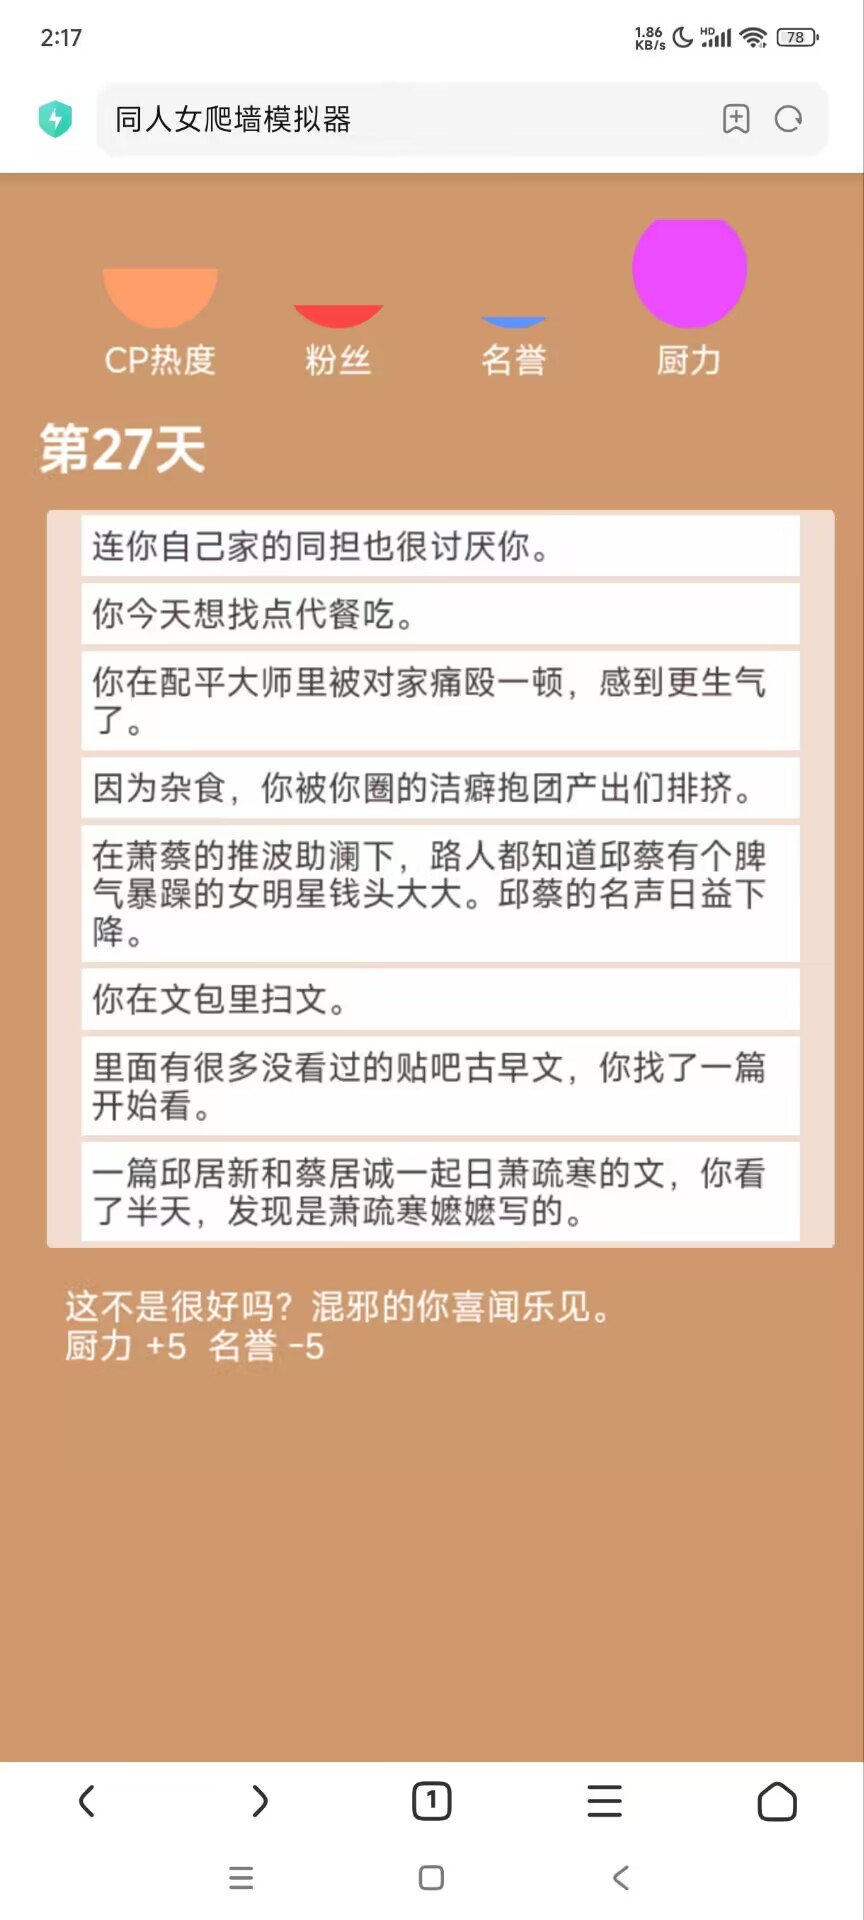 2:17
1.86
KB/s
HD
78
同人女爬墙模拟器
CP热度
粉丝
名誉
厨力
第27天
连你自己家的同担也很讨厌你。
你今天想找点代餐吃。
你在配平大师里被对家痛殴一顿，感到更生气
了。
因为杂食，你被你圈的洁癖抱团产出们排挤。
在萧蔡的推波助澜下，路人都知道邱蔡有个脾
气暴躁的女明星钱头大大。邱蔡的名声日益下
降。
你在文包里扫文。
里面有很多没看过的贴吧古早文，你找了一篇
开始看。
一篇邱居新和蔡居诚一起日萧疏寒的文，你看
了半天，发现是萧疏寒嬷嬷写的。
这不是很好吗？混邪的你喜闻乐见。
厨力 +5 名誉 -5
1